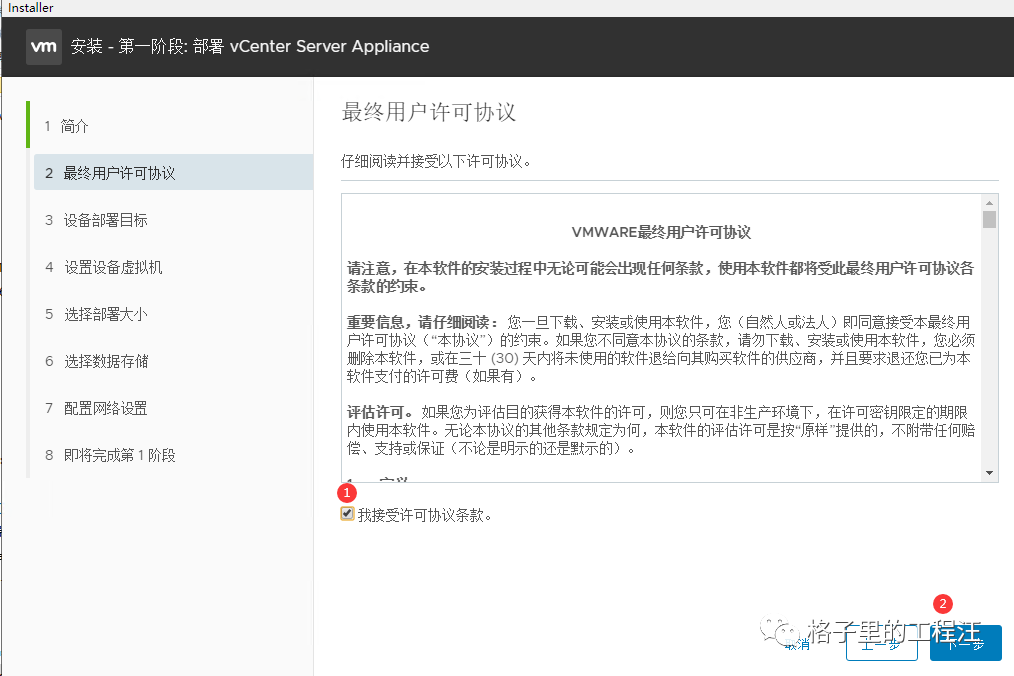 Installer
vm 安装 - 第一阶段: 部署 vCenter Server Appliance
1 简介
2 最终用户许可协议
3 设备部署目标
4 设置设备虚拟机
5 选择部署大小
6 选择数据存储
7 配置网络设置
8 即将完成第 1 阶段
最终用户许可协议
仔细阅读并接受以下许可协议。
VMWARE最终用户许可协议
请注意，在本软件的安装过程中无论可能会出现任何条款，使用本软件都将受此最终用户许可协议各
条款的约束。
重要信息，请仔细阅读： 您一旦下载、安装或使用本软件，您（自然人或法人）即同意接受本最终用
户许可协议（“本协议”）的约束。如果您不同意本协议的条款，请勿下载、安装或使用本软件，您必须
删除本软件，或在三十 (30) 天内将未使用的软件退给向其购买软件的供应商，并且要求退还您已为本
软件支付的许可费（如果有）。
评估许可。 如果您为评估目的获得本软件的许可，则您只可在非生产环境下，在许可密钥限定的期限
内使用本软件。无论本协议的其他条款规定为何，本软件的评估许可是按“原样”提供的，不附带任何赔
偿、支持或保证（不论是明示的还是默示的）。
1
我接受许可协议条款。
2
格子里的工程汪
取消 上一步 下一步